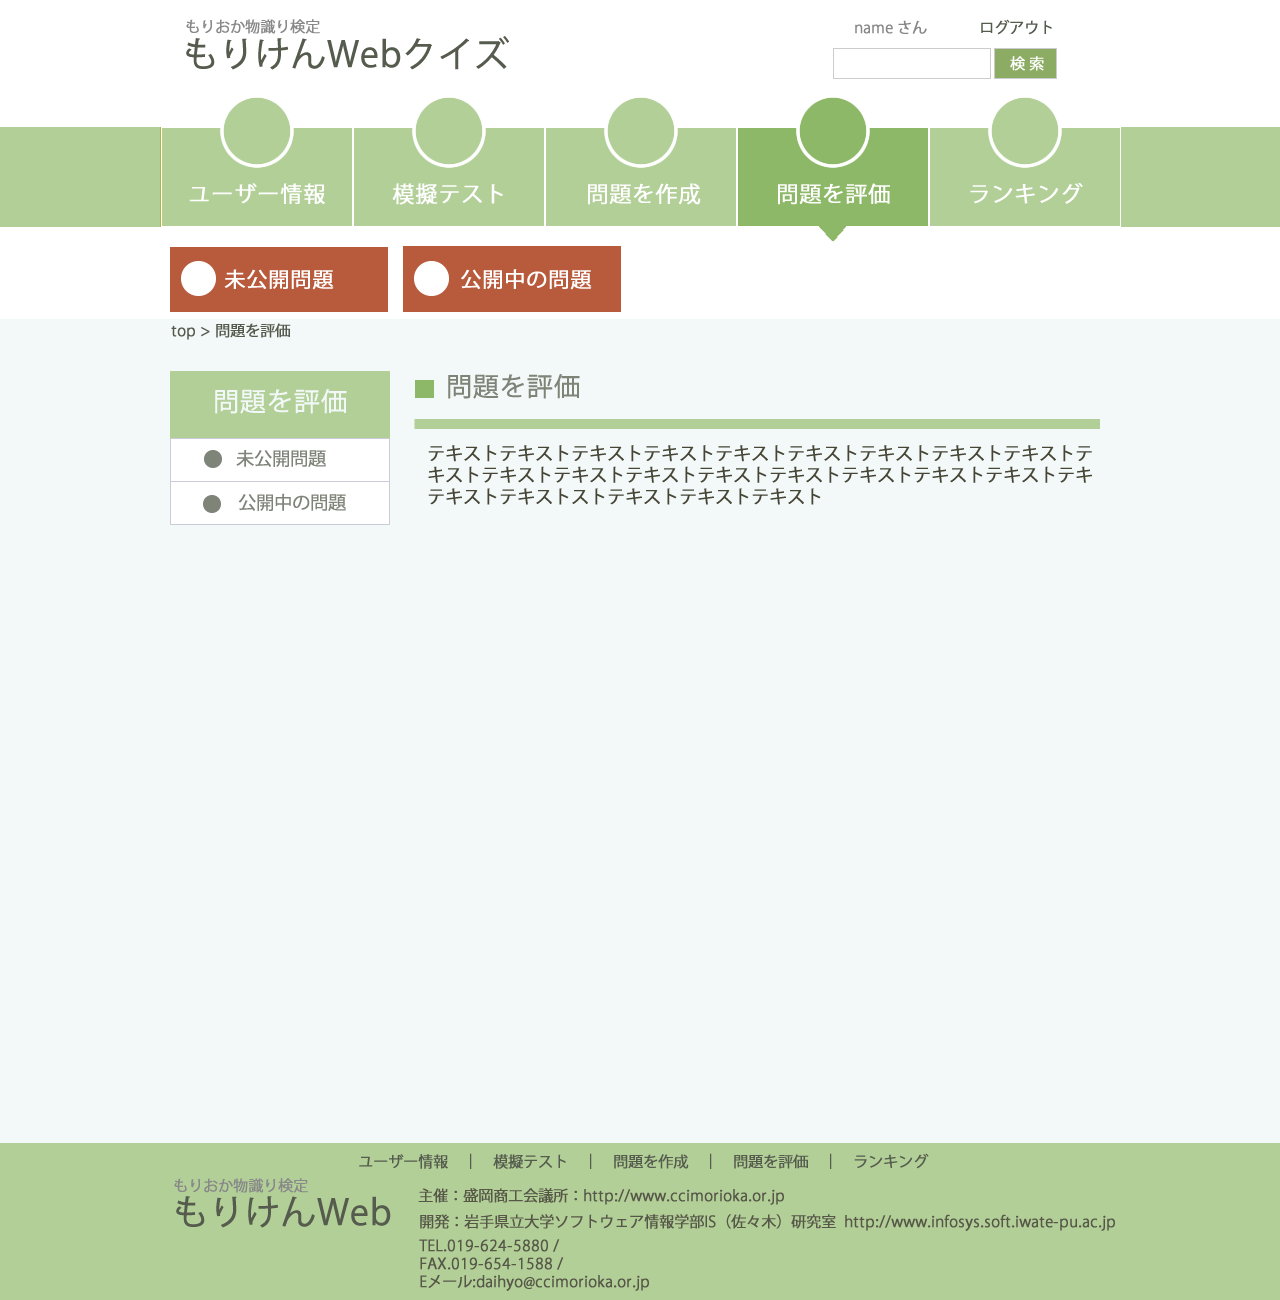 もりおか物識り検定
もりけんWebクイズ
name さん ログアウト
検 索
ユーザー情報 模擬テスト 問題を作成 問題を評価 ランキング
未公開問題 公開中の問題
top > 問題を評価
問題を評価
未公開問題
公開中の問題
問題を評価
テキストテキストテキストテキストテキストテキストテキストテキストテキストテ
キストテキストテキストテキストテキストテキストテキストテキストテキストテキ
テキストテキストストテキストテキストテキスト
ユーザー情報 | 模擬テスト | 問題を作成 | 問題を評価 | ランキング
もりおか物識り検定
もりけんWeb
主催：盛岡商工会議所：http://www.ccimorioka.or.jp
開発：岩手県立大学ソフトウェア情報学部IS（佐々木）研究室 http://www.infosys.soft.iwate-pu.ac.jp
TEL.019-624-5880 /
FAX.019-654-1588 /
Eメール:daihyo@ccimorioka.or.jp